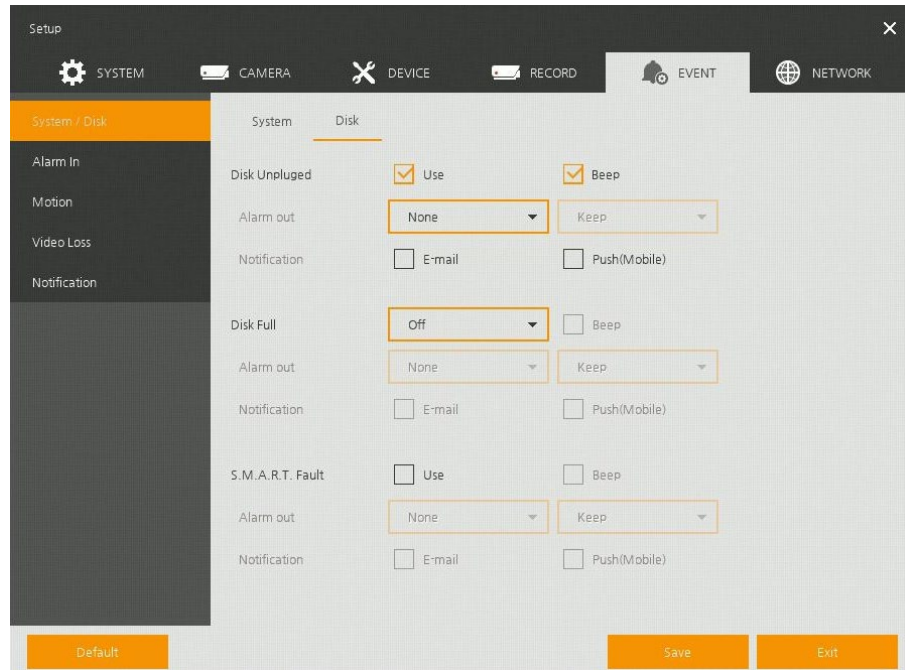 Setup
SYSTEM CAMERA DEVICE RECORD EVENT NETWORK
System / Disk
Alarm In
Motion
Video Loss
Notification
System Disk
Disk Unpluged Use Beep
Alarm out None Keep
Notification E-mail Push(Mobile)
Disk Full Off Beep
Alarm out None Keep
Notification E-mail Push(Mobile)
S.M.A.R.T. Fault Use Beep
Alarm out None Keep
Notification E-mail Push(Mobile)
Default Save Exit